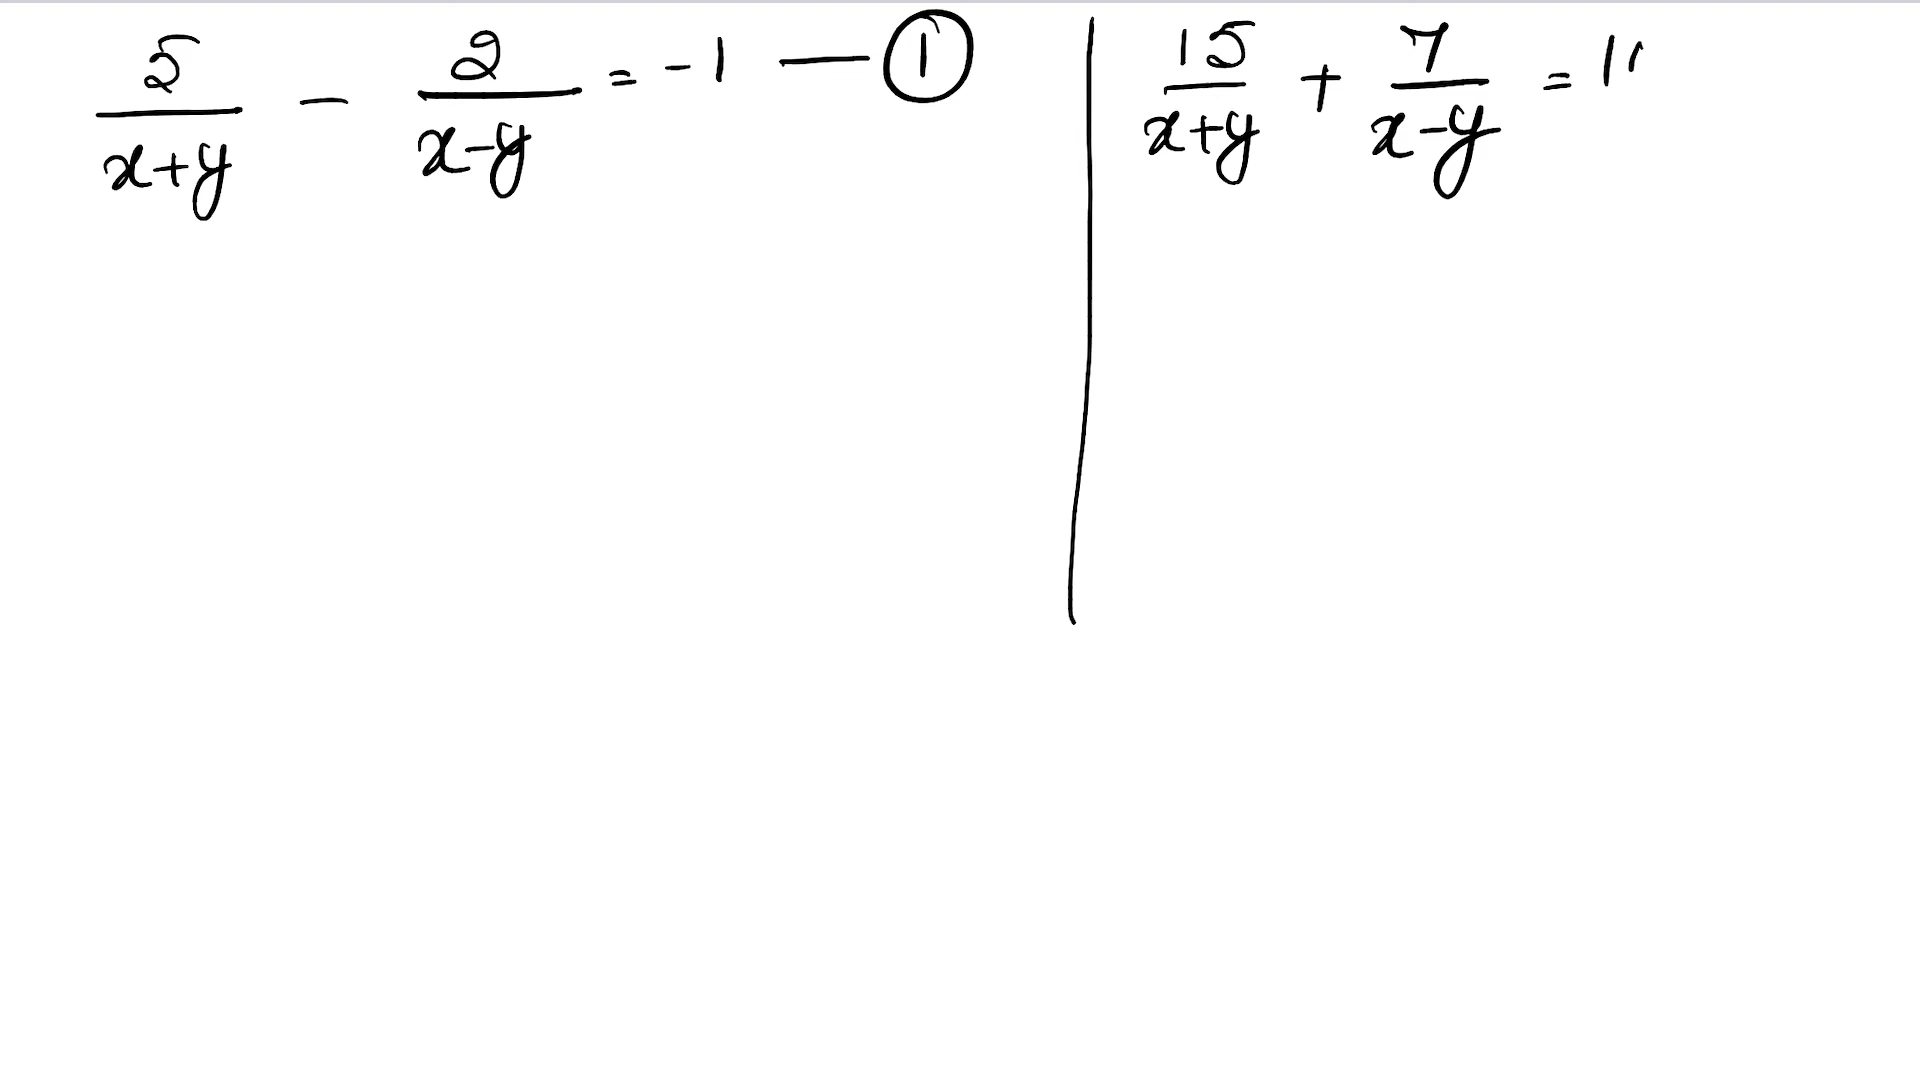 5/(x+y) - 2/(x-y) = -1 — ①
15/(x+y) + 7/(x-y) = 11